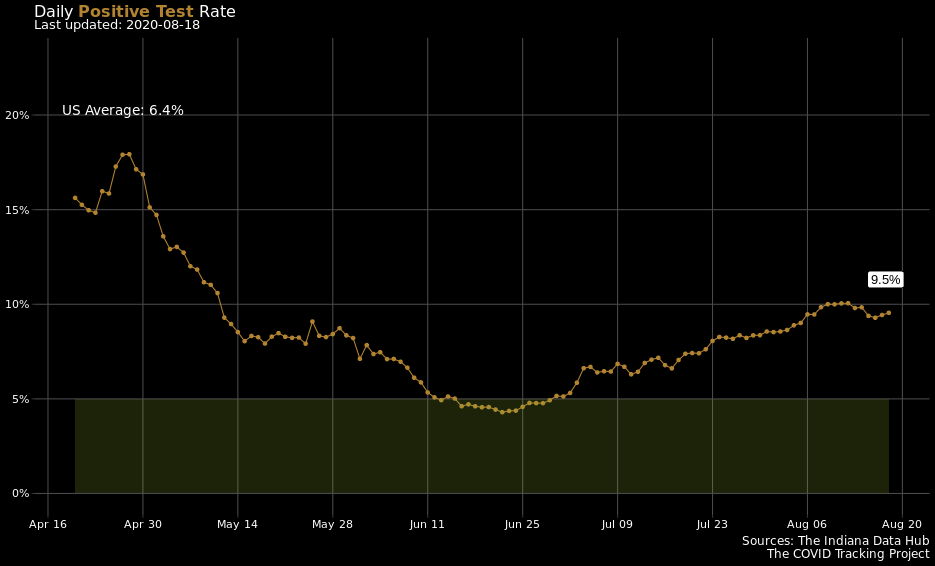 Daily Positive Test Rate
Last updated: 2020-08-18
US Average: 6.4%
20%
15%
10%
5%
0%
9.5%
Apr 16 Apr 30 May 14 May 28 Jun 11 Jun 25 Jul 09 Jul 23 Aug 06 Aug 20
Sources: The Indiana Data Hub
The COVID Tracking Project